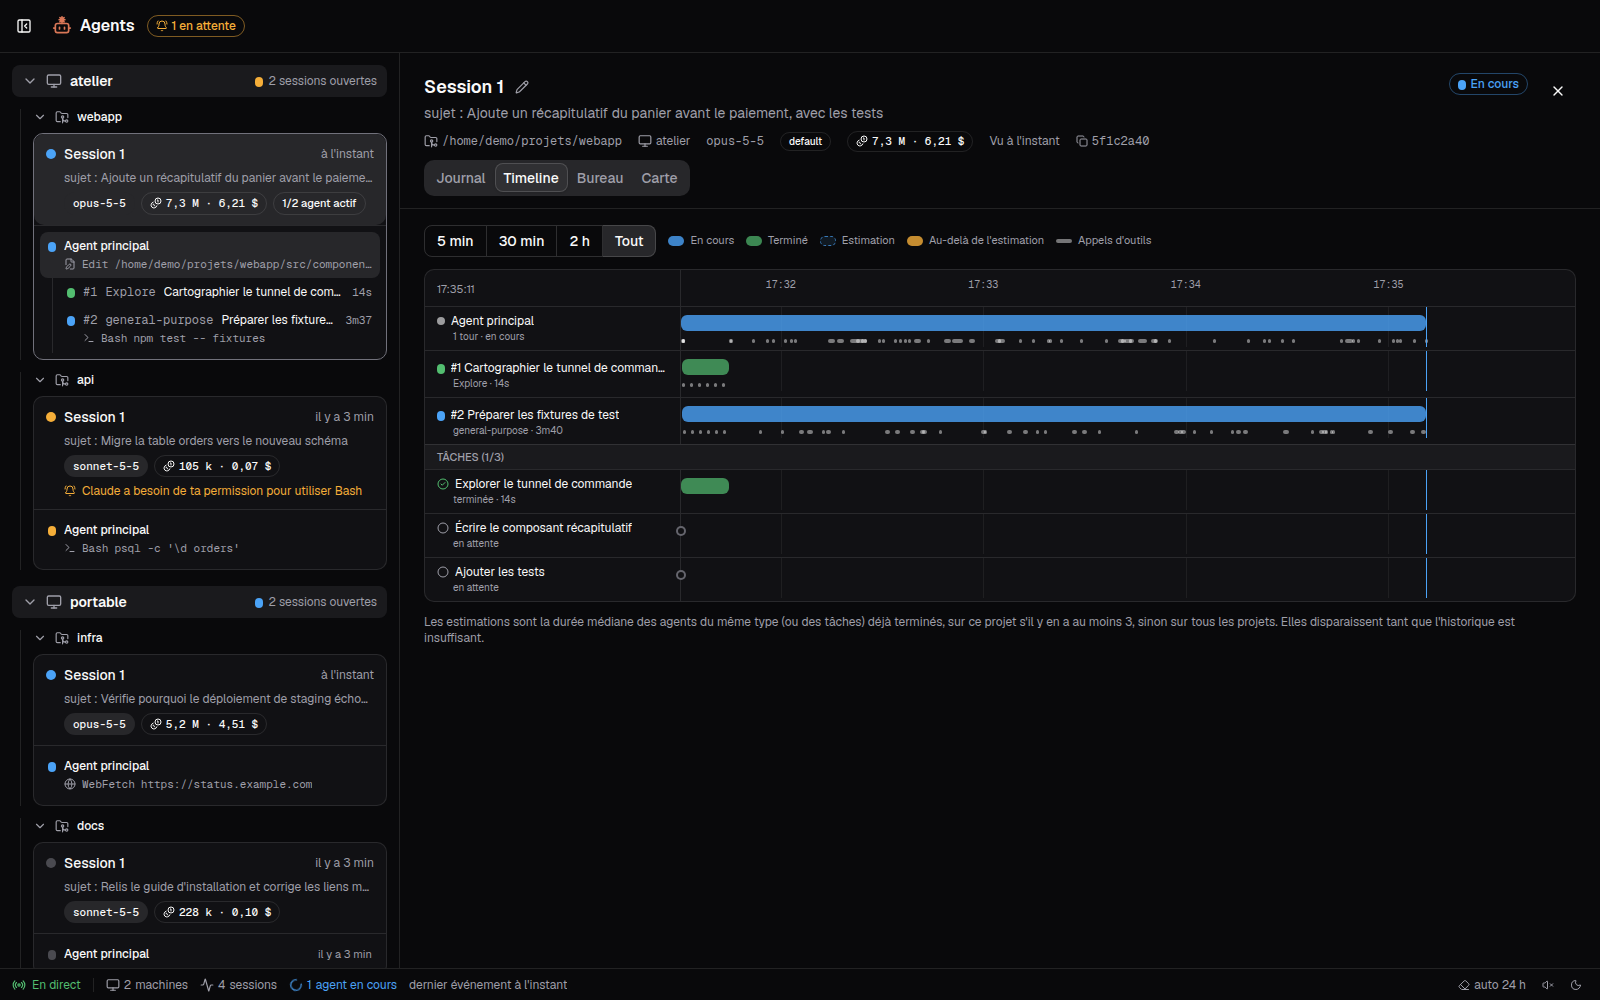 Agents
1 en attente
atelier
2 sessions ouvertes
webapp
Session 1
à l'instant
sujet : Ajoute un récapitulatif du panier avant le paieme…
opus-5-5
7,3 M · 6,21 $
1/2 agent actif
Agent principal
Edit /home/demo/projets/webapp/src/componen…
#1 Explore Cartographier le tunnel de com… 14s
#2 general-purpose Préparer les fixture… 3m37
Bash npm test -- fixtures
api
Session 1
il y a 3 min
sujet : Migre la table orders vers le nouveau schéma
sonnet-5-5
105 k · 0,07 $
Claude a besoin de ta permission pour utiliser Bash
Agent principal
Bash psql -c '\d orders'
portable
2 sessions ouvertes
infra
Session 1
à l'instant
sujet : Vérifie pourquoi le déploiement de staging écho…
opus-5-5
5,2 M · 4,51 $
Agent principal
WebFetch https://status.example.com
docs
Session 1
il y a 3 min
sujet : Relis le guide d'installation et corrige les liens m…
sonnet-5-5
228 k · 0,10 $
Agent principal
il y a 3 min
Session 1
En cours
sujet : Ajoute un récapitulatif du panier avant le paiement, avec les tests
/home/demo/projets/webapp
atelier
opus-5-5
default
7,3 M · 6,21 $
Vu à l'instant
5f1c2a40
Journal
Timeline
Bureau
Carte
5 min
30 min
2 h
Tout
En cours
Terminé
Estimation
Au-delà de l'estimation
Appels d'outils
17:35:11
17:32
17:33
17:34
17:35
Agent principal
1 tour · en cours
#1 Cartographier le tunnel de comman…
Explore · 14s
#2 Préparer les fixtures de test
general-purpose · 3m40
TÂCHES (1/3)
Explorer le tunnel de commande
terminée · 14s
Écrire le composant récapitulatif
en attente
Ajouter les tests
en attente
Les estimations sont la durée médiane des agents du même type (ou des tâches) déjà terminés, sur ce projet s'il y en a au moins 3, sinon sur tous les projets. Elles disparaissent tant que l'historique est
insuffisant.
En direct
2 machines
4 sessions
1 agent en cours
dernier événement à l'instant
auto 24 h